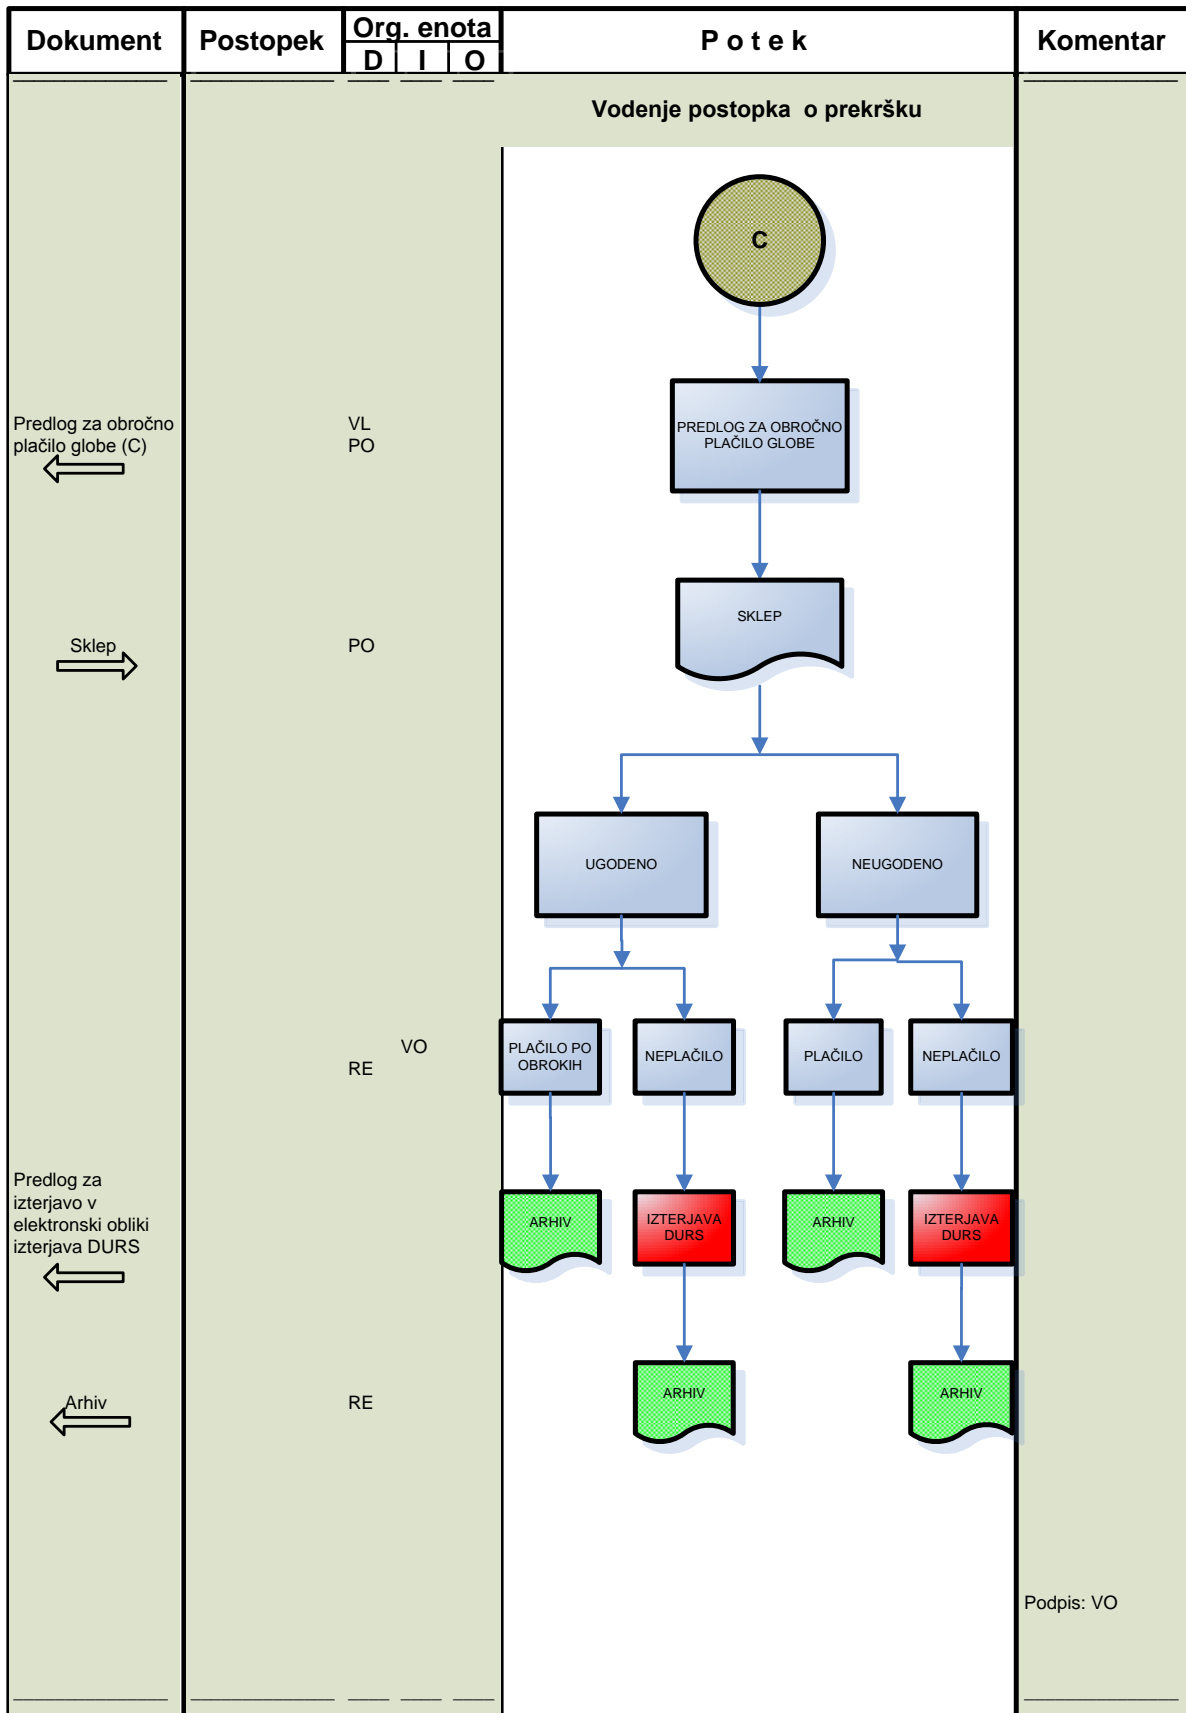 Dokument
Postopek
Org. enota
D I O
P o t e k
Komentar
Vodenje postopka o prekršku
C
Predlog za obročno
plačilo globe (C)
VL
PO
PREDLOG ZA OBROČNO
PLAČILO GLOBE
Sklep
PO
SKLEP
UGODENO
NEUGODENO
VO
RE
PLAČILO PO
OBROKIH
NEPLAČILO
PLAČILO
NEPLAČILO
Predlog za
izterjavo v
elektronski obliki
izterjava DURS
ARHIV
IZTERJAVA
DURS
ARHIV
IZTERJAVA
DURS
Arhiv
RE
ARHIV
ARHIV
Podpis: VO